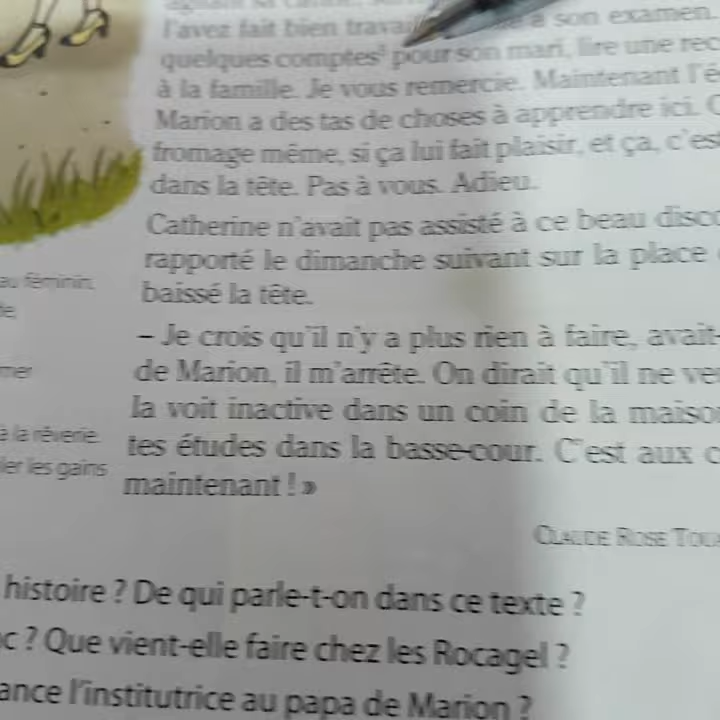 l'avez fait bien à son examen.
quelques comptes⁸ pour son mari, lire une rec
à la famille. Je vous remercie. Maintenant l'é
Marion a des tas de choses à apprendre ici.
fromage même, si ça lui fait plaisir, et ça, c'es
dans la tête. Pas à vous. Adieu.
Catherine n'avait pas assisté à ce beau disco
rapporté le dimanche suivant sur la place
baissé la tête.
– Je crois qu'il n'y a plus rien à faire, avait-
de Marion, il m'arrête. On dirait qu'il ne ve
la voit inactive dans un coin de la maiso
tes études dans la basse-cour. C'est aux c
maintenant ! »
au féminin.
mer
à la rêverie.
ler les gains
CLAUDE ROSE TOU
histoire ? De qui parle-t-on dans ce texte ?
c ? Que vient-elle faire chez les Rocagel ?
ance l'institutrice au papa de Marion ?